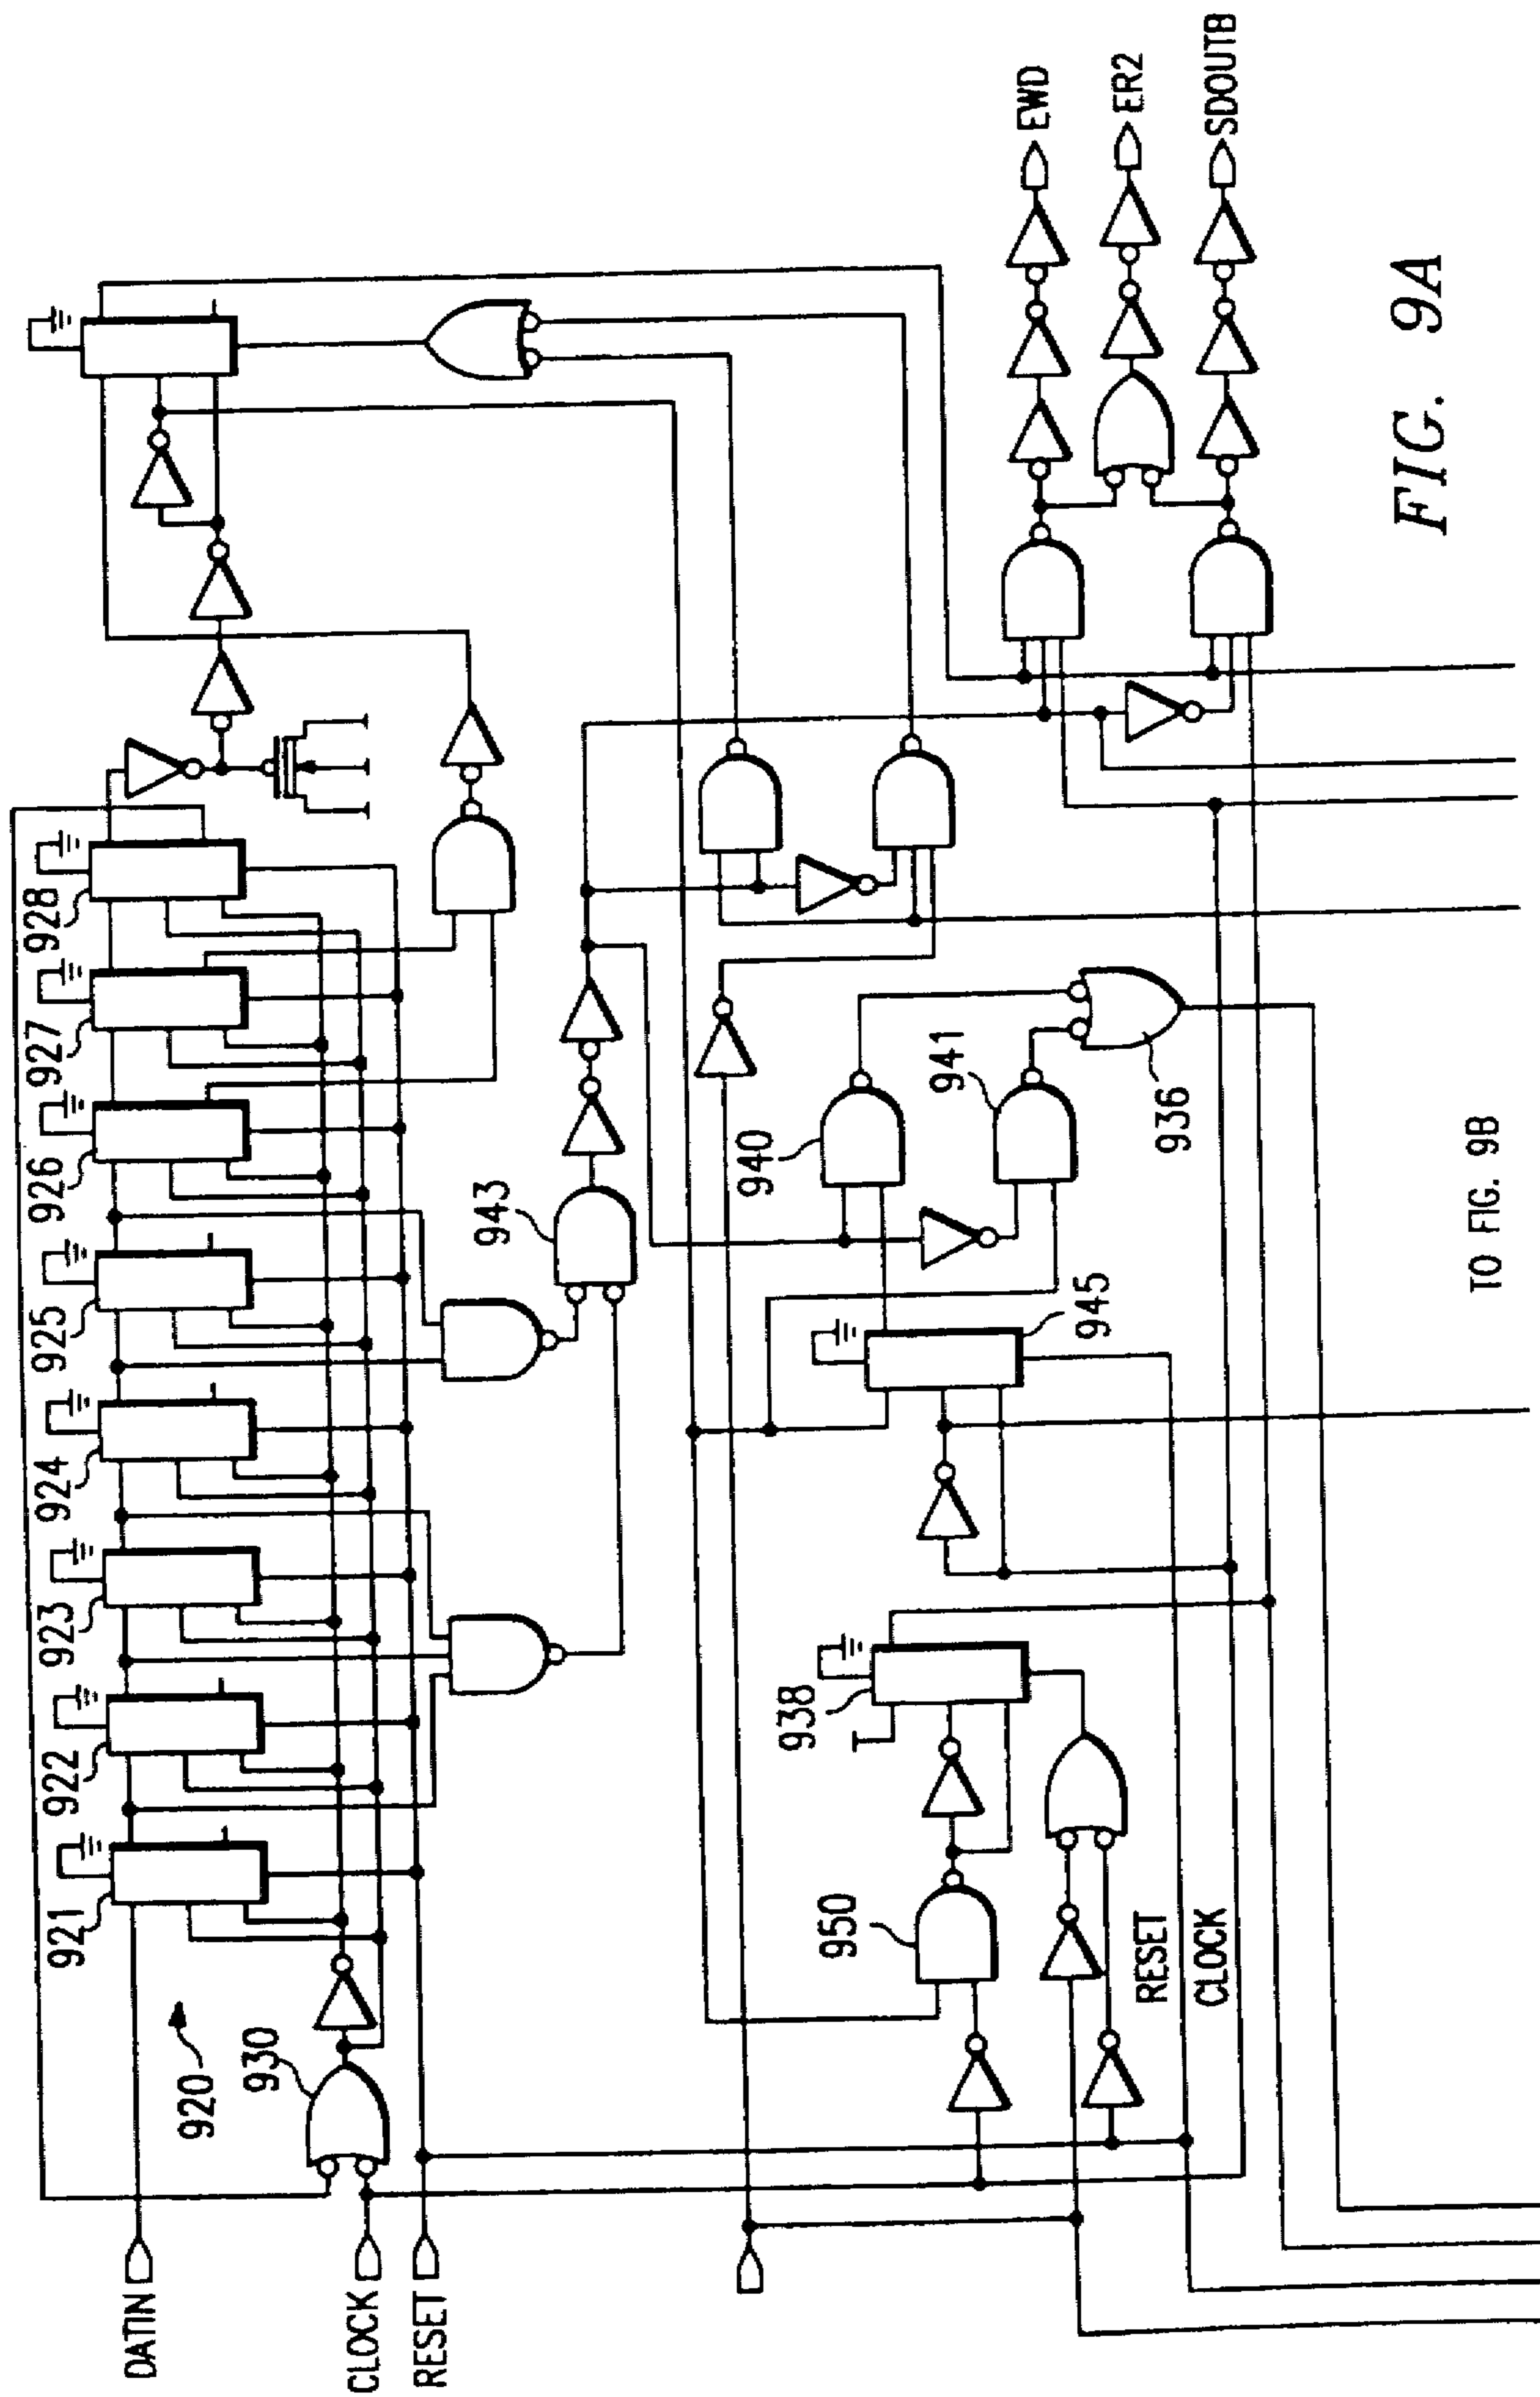 DATIN
CLOCK
RESET
920
930
921
922
923
924
925
926
927
928
943
950
938
945
940
941
936
RESET
CLOCK
EWD
ER2
SDOUTB
TO FIG. 9B
FIG. 9A